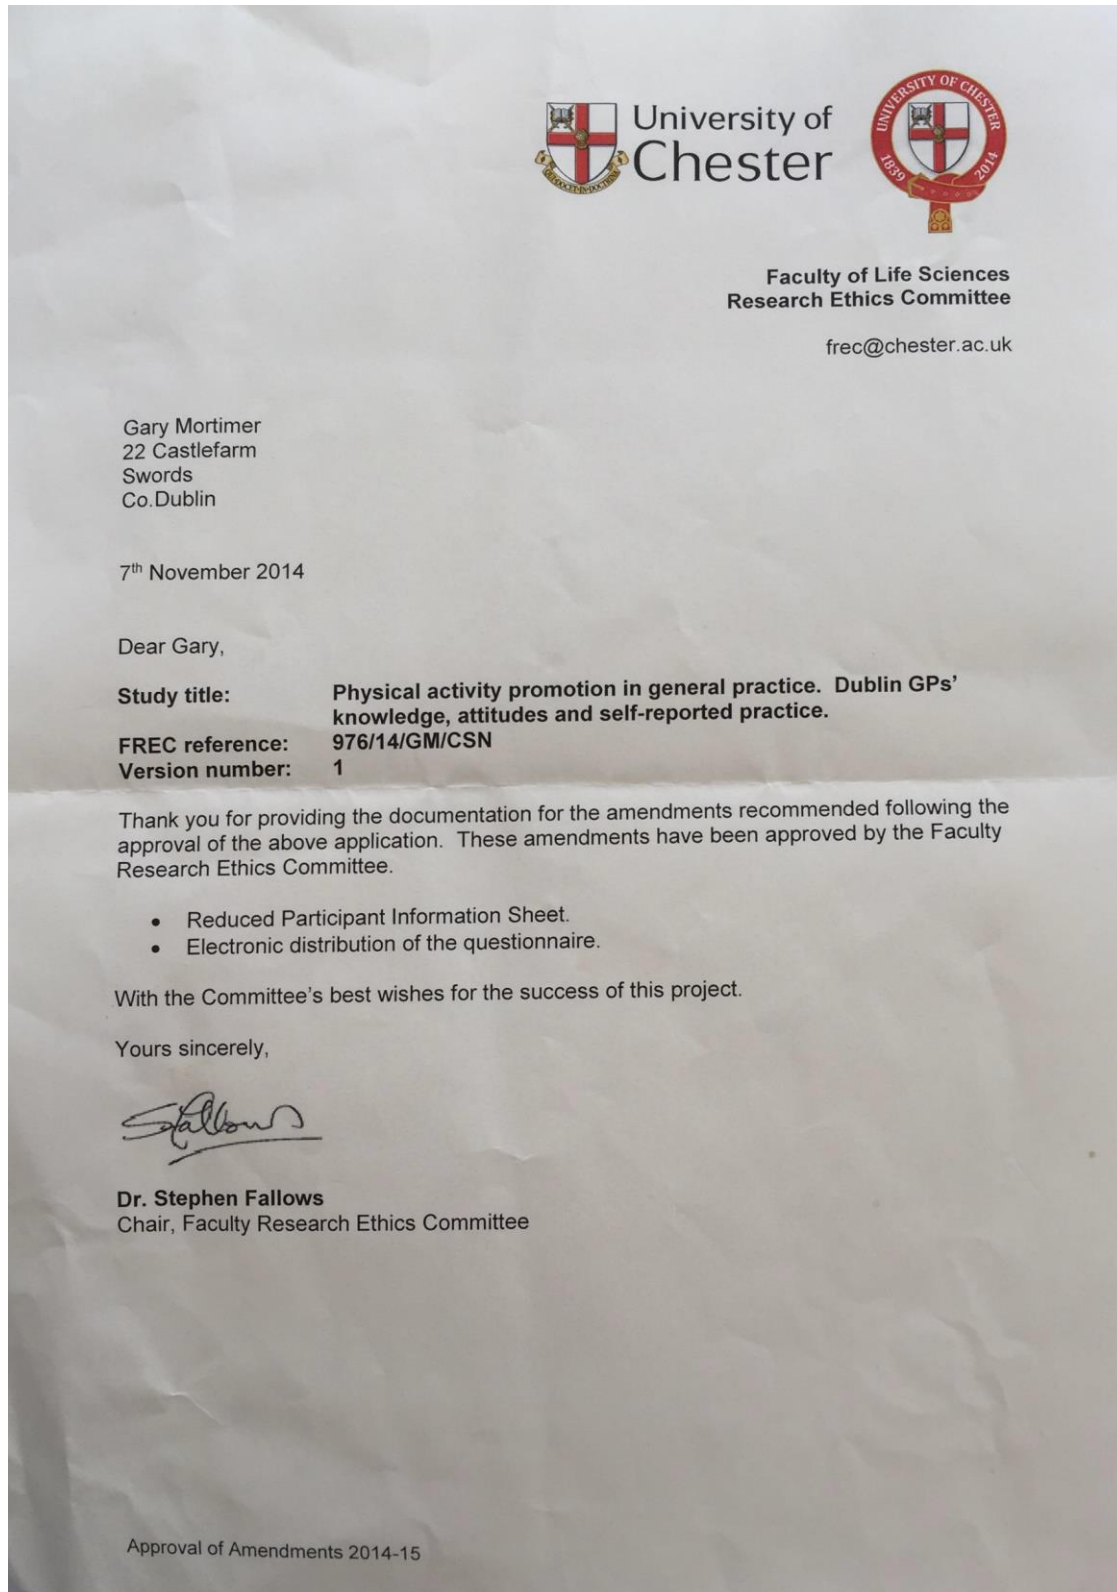 University of
Chester
UNIVERSITY OF CHESTER
1839 2014
Faculty of Life Sciences
Research Ethics Committee
frec@chester.ac.uk
Gary Mortimer
22 Castlefarm
Swords
Co.Dublin
7th November 2014
Dear Gary,
Study title: Physical activity promotion in general practice. Dublin GPs’
knowledge, attitudes and self-reported practice.
FREC reference: 976/14/GM/CSN
Version number: 1
Thank you for providing the documentation for the amendments recommended following the
approval of the above application. These amendments have been approved by the Faculty
Research Ethics Committee.
• Reduced Participant Information Sheet.
• Electronic distribution of the questionnaire.
With the Committee’s best wishes for the success of this project.
Yours sincerely,
SFallows
Dr. Stephen Fallows
Chair, Faculty Research Ethics Committee
Approval of Amendments 2014-15